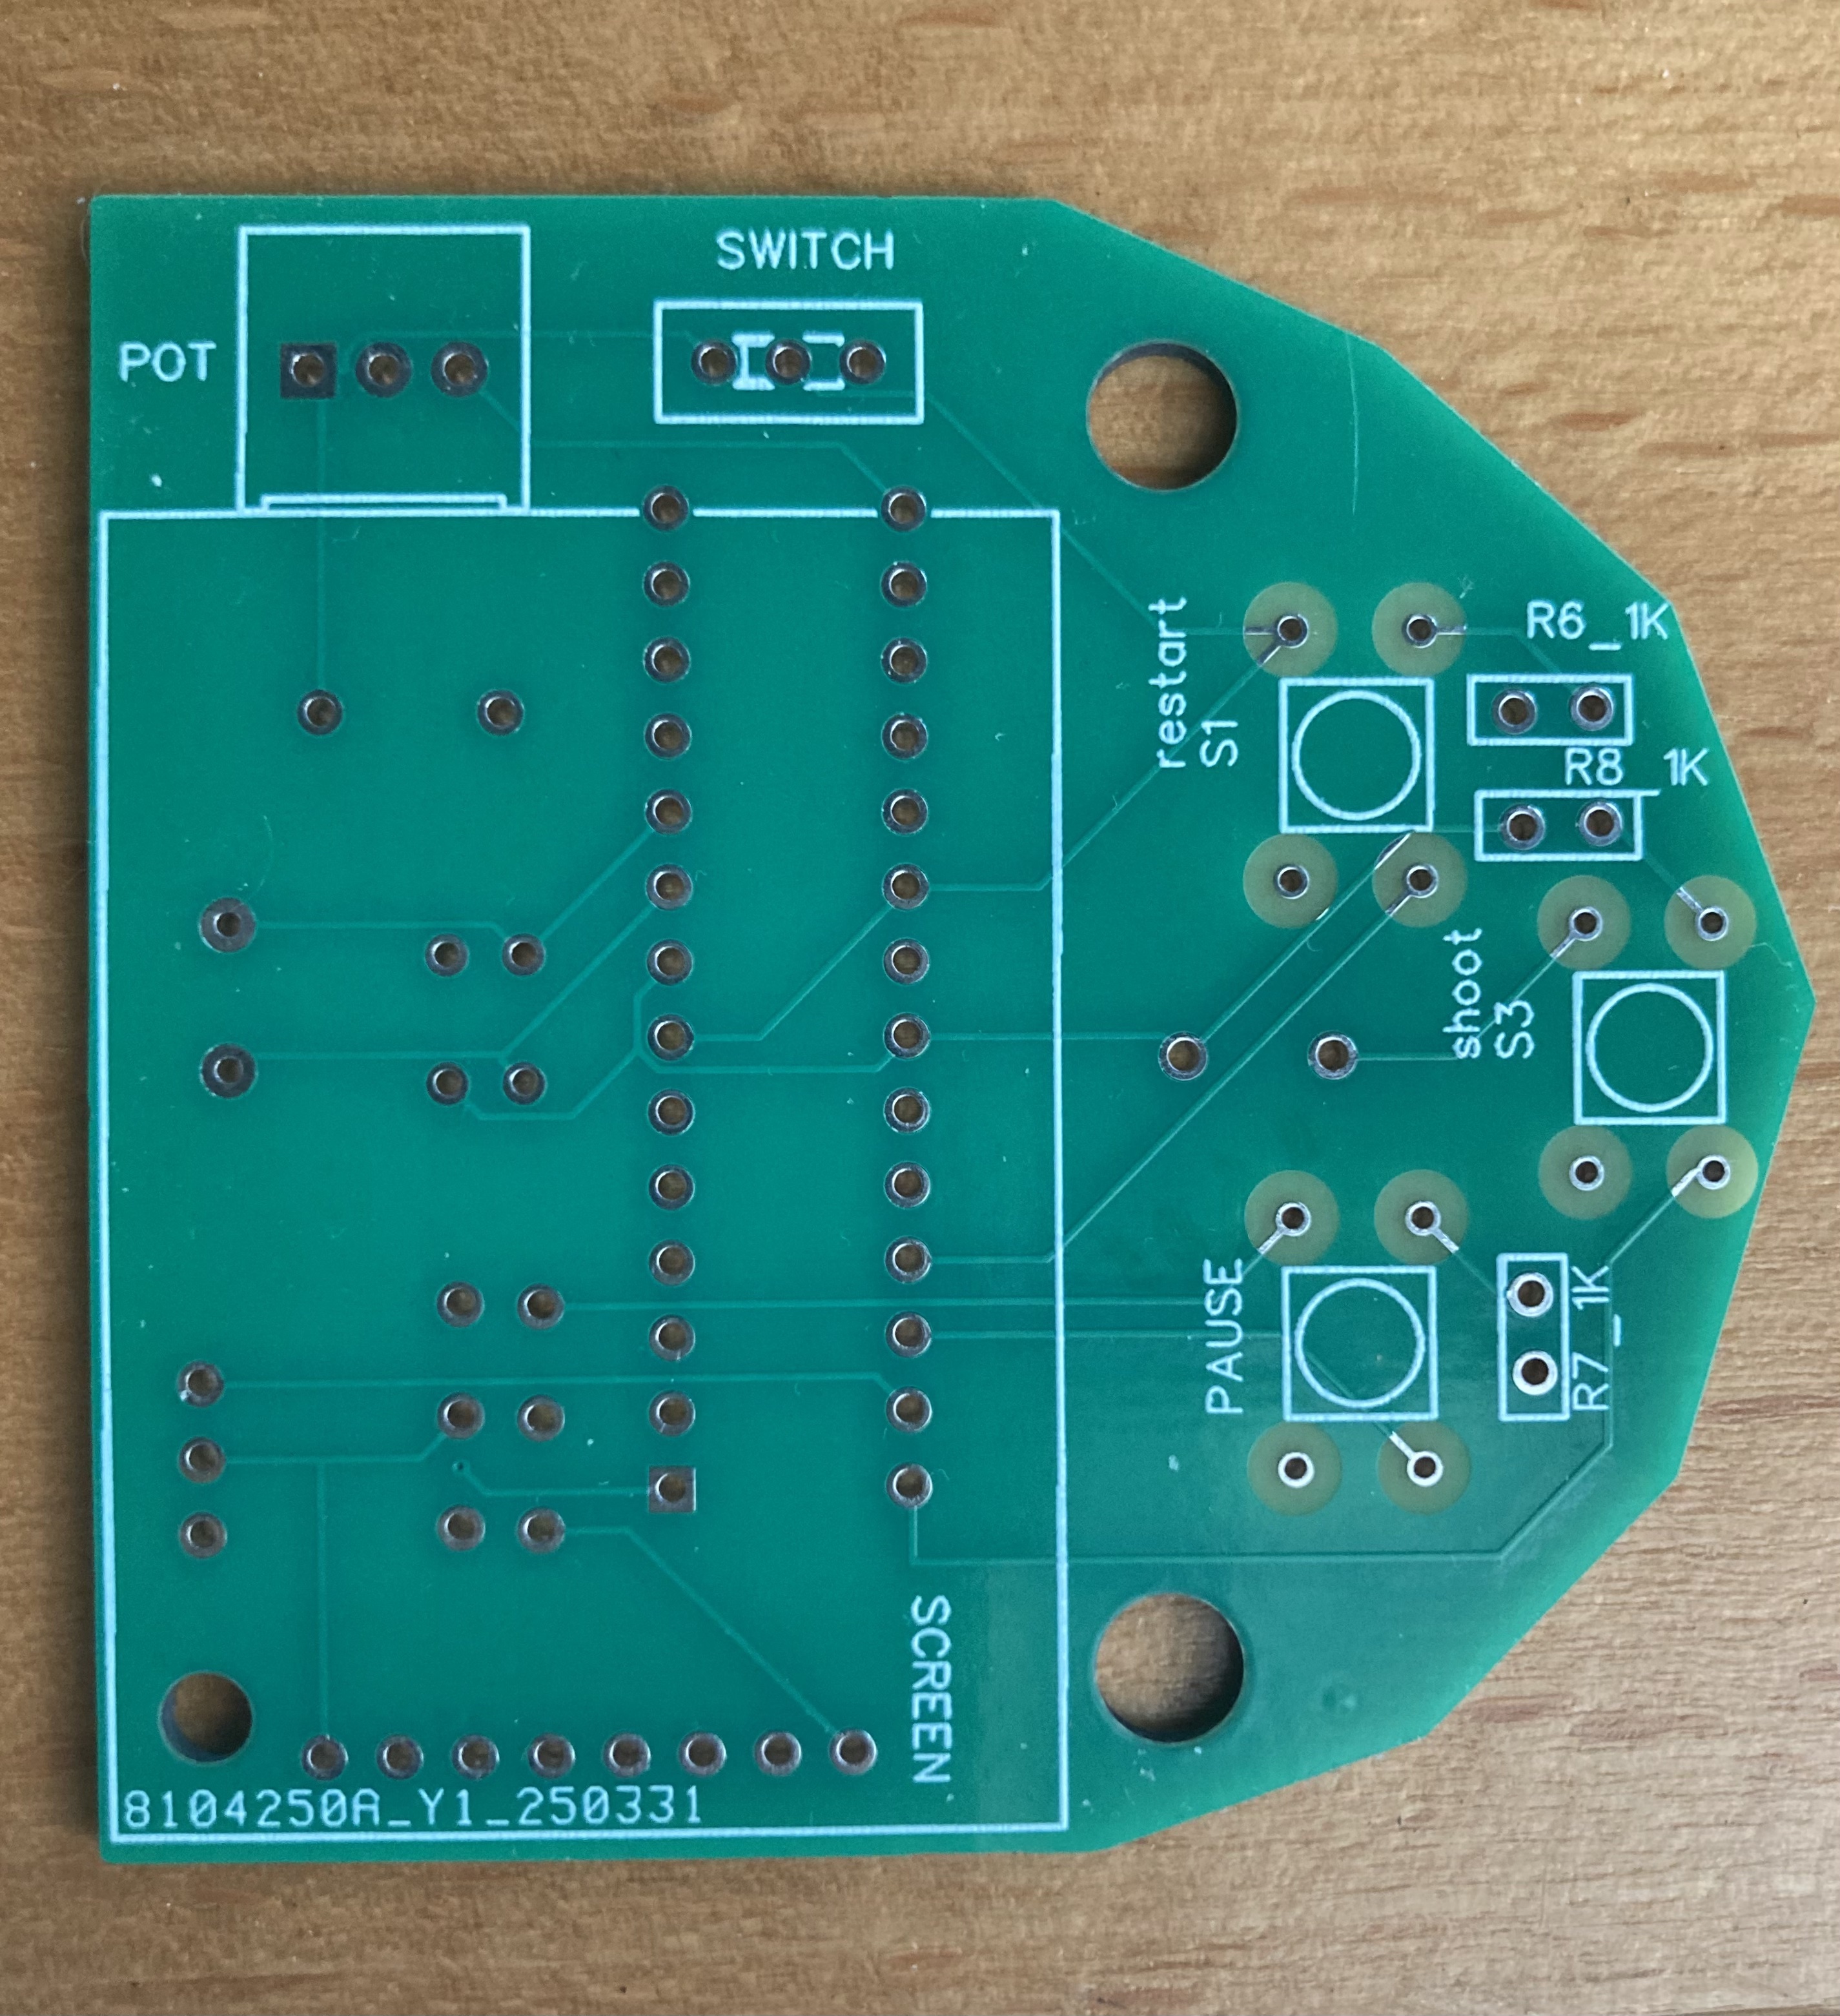 SWITCH
POT
restart
S1
R6_1K
R8_1K
shoot
S3
PAUSE
R7_1K
SCREEN
8104250A_Y1_250331